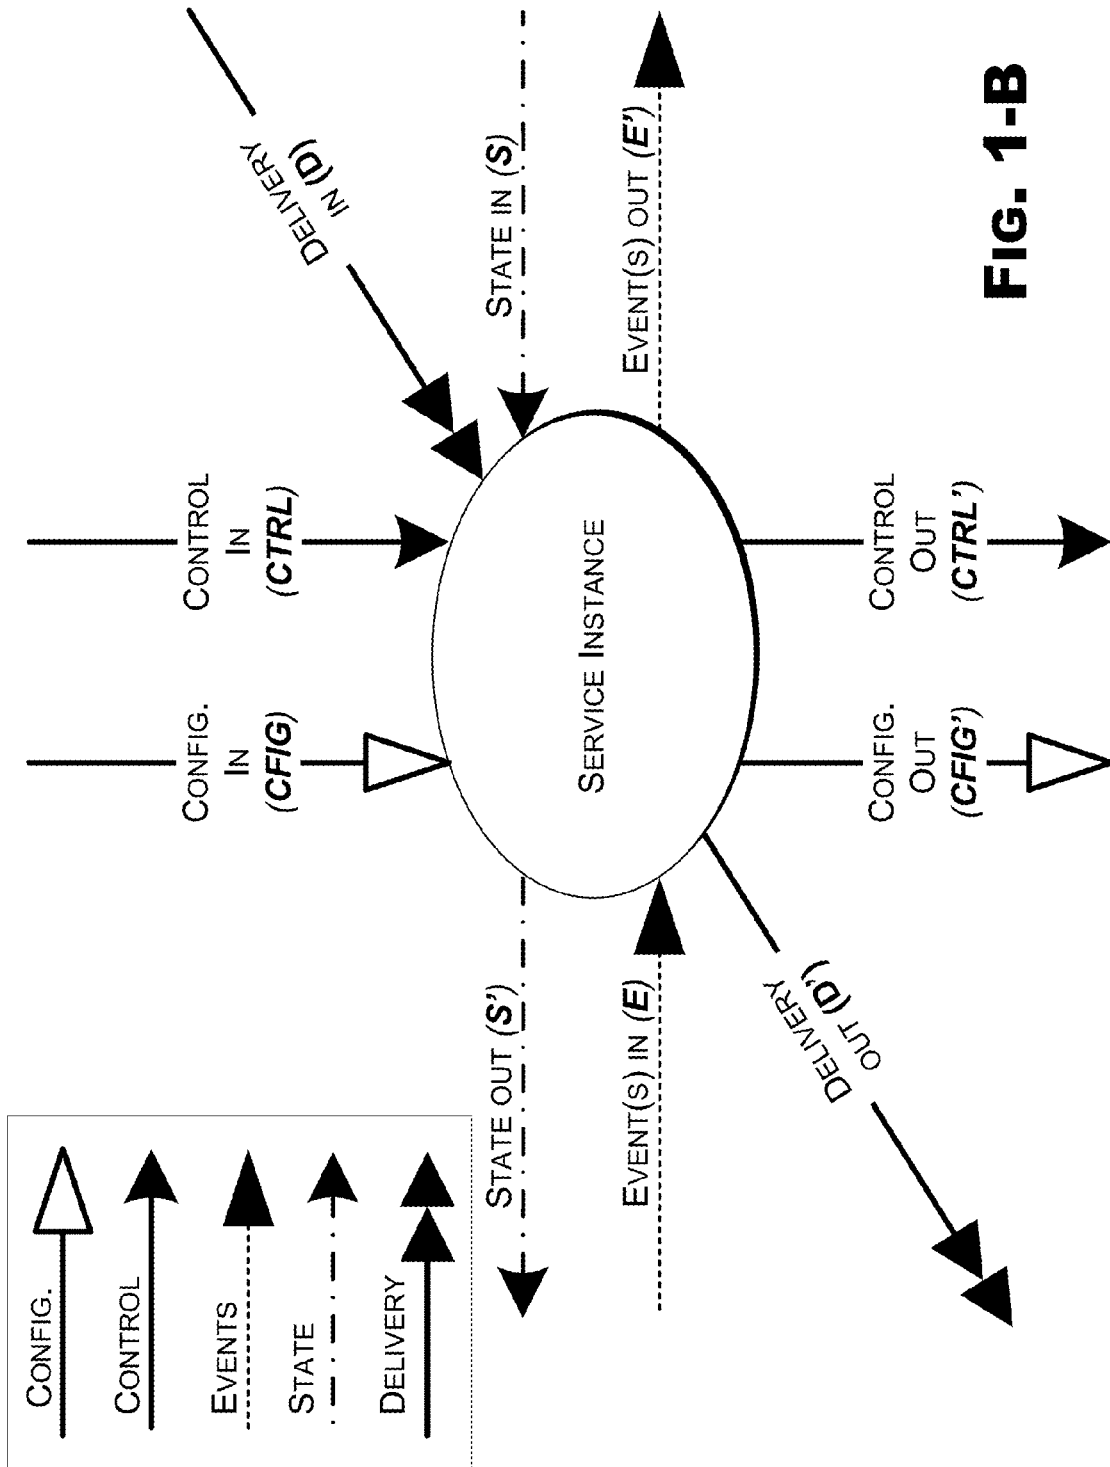 CONFIG.
CONTROL
EVENTS
STATE
DELIVERY
STATE OUT (S')
EVENT(S) IN (E)
DELIVERY
OUT (D')
CONFIG.
IN
(CFIG)
CONTROL
IN
(CTRL)
SERVICE INSTANCE
CONFIG.
OUT
(CFIG')
CONTROL
OUT
(CTRL')
DELIVERY
IN (D)
STATE IN (S)
EVENT(S) OUT (E')
FIG. 1-B